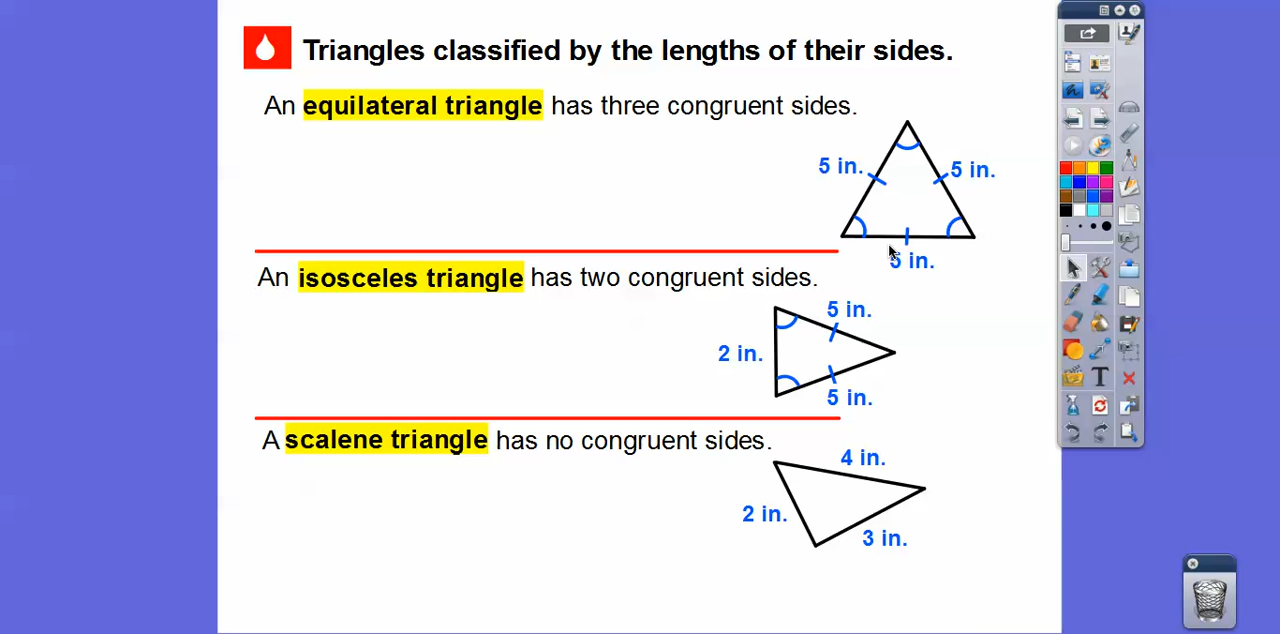 Triangles classified by the lengths of their sides.
An equilateral triangle has three congruent sides.
5 in.
5 in.
5 in.
An isosceles triangle has two congruent sides.
5 in.
2 in.
5 in.
A scalene triangle has no congruent sides.
4 in.
2 in.
3 in.
T